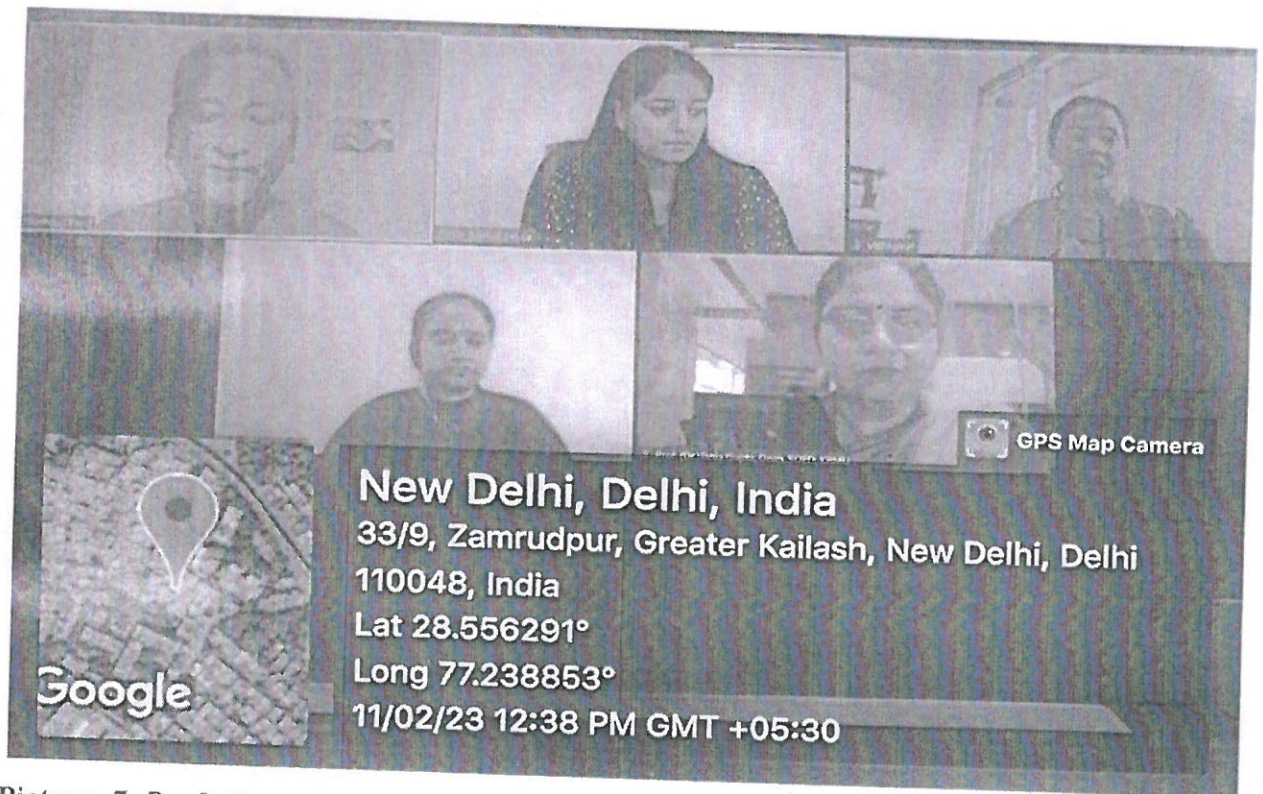 GPS Map Camera
New Delhi, Delhi, India
33/9, Zamrudpur, Greater Kailash, New Delhi, Delhi
110048, India
Lat 28.556291°
Long 77.238853°
11/02/23 12:38 PM GMT +05:30
Google